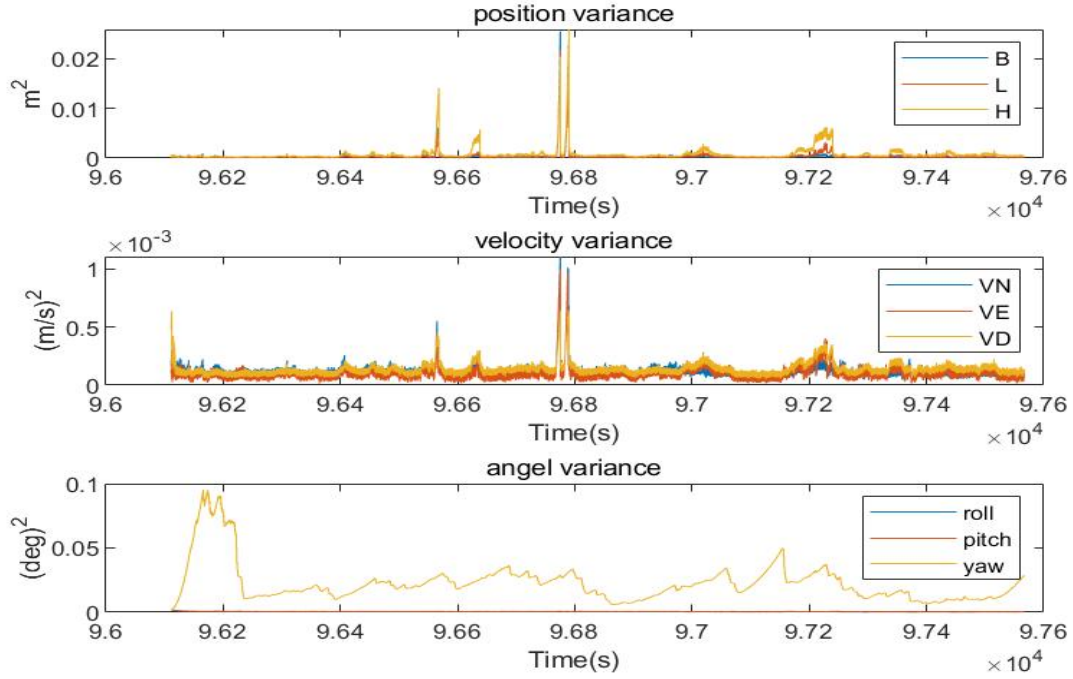 position variance
m²
0.02
0.01
0
B
L
H
9.6 9.62 9.64 9.66 9.68 9.7 9.72 9.74 9.76
Time(s)
× 10⁴
× 10⁻³
velocity variance
(m/s)²
1
0.5
0
VN
VE
VD
9.6 9.62 9.64 9.66 9.68 9.7 9.72 9.74 9.76
Time(s)
× 10⁴
angel variance
(deg)²
0.1
0.05
0
roll
pitch
yaw
9.6 9.62 9.64 9.66 9.68 9.7 9.72 9.74 9.76
Time(s)
× 10⁴